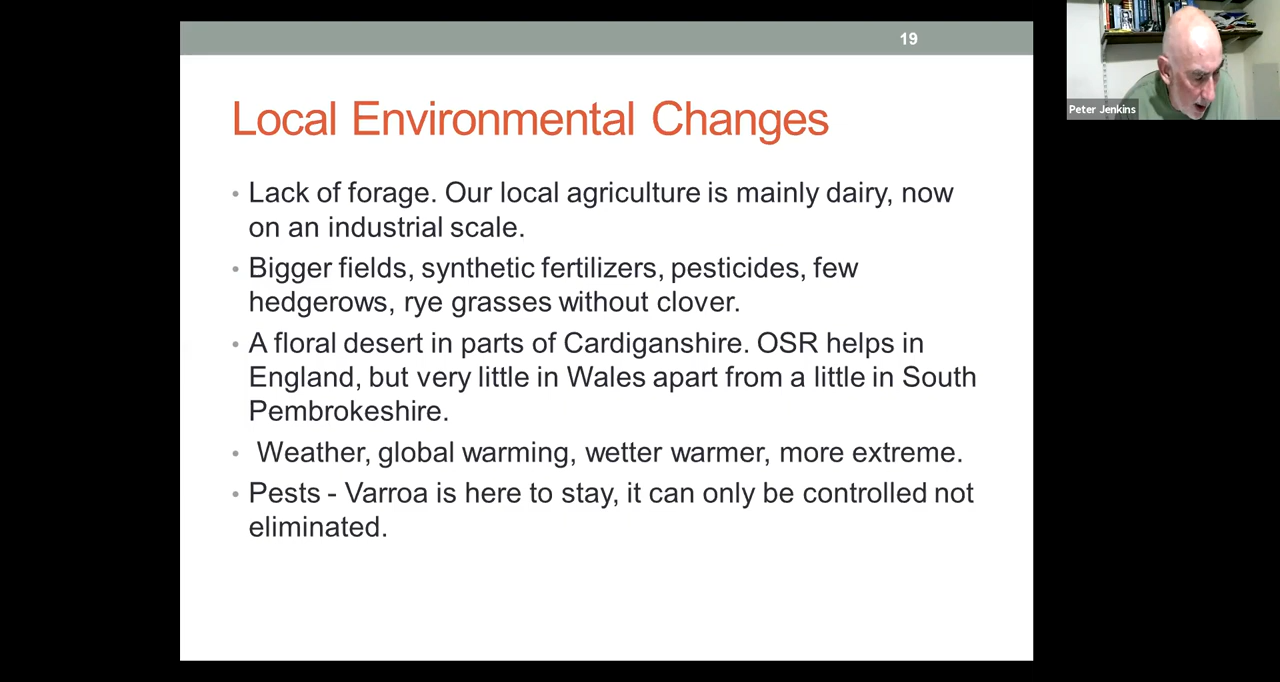 19
Local Environmental Changes
• Lack of forage. Our local agriculture is mainly dairy, now
on an industrial scale.
• Bigger fields, synthetic fertilizers, pesticides, few
hedgerows, rye grasses without clover.
• A floral desert in parts of Cardiganshire. OSR helps in
England, but very little in Wales apart from a little in South
Pembrokeshire.
• Weather, global warming, wetter warmer, more extreme.
• Pests - Varroa is here to stay, it can only be controlled not
eliminated.
Peter Jenkins